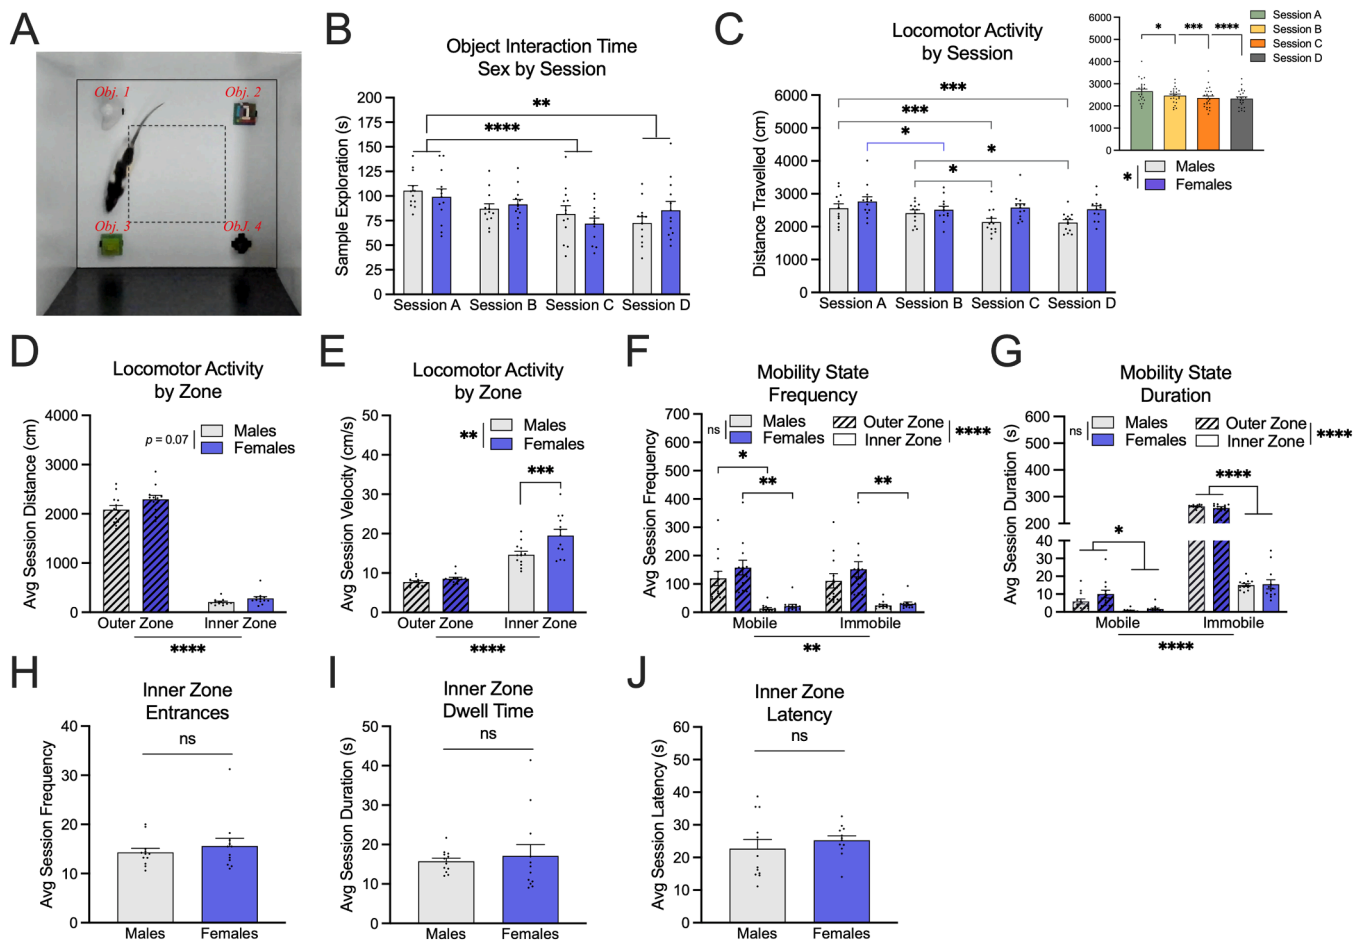 A
Obj. 1
Obj. 2
Obj. 3
ObJ. 4
B
Object Interaction Time
Sex by Session
Sample Exploration (s)
200
175
150
125
100
75
50
25
0
**
****
Session A
Session B
Session C
Session D
C
Locomotor Activity
by Session
Distance Travelled (cm)
6000
5000
4000
3000
2000
1000
0
***
***
*
*
*
Session A
Session B
Session C
Session D
6000
5000
4000
3000
2000
1000
0
*
***
****
Session A
Session B
Session C
Session D
*
Males
Females
D
Locomotor Activity
by Zone
Avg Session Distance (cm)
4000
3000
2000
1000
0
p = 0.07
Males
Females
Outer Zone
Inner Zone
****
E
Locomotor Activity
by Zone
Avg Session Velocity (cm/s)
50
40
30
20
10
0
**
Males
Females
***
Outer Zone
Inner Zone
****
F
Mobility State
Frequency
Avg Session Frequency
700
600
500
400
300
200
100
0
ns
Males
Females
Outer Zone
Inner Zone
****
*
**
**
Mobile
Immobile
**
G
Mobility State
Duration
Avg Session Duration (s)
600
500
400
300
200
40
30
20
10
0
ns
Males
Females
Outer Zone
Inner Zone
****
****
*
Mobile
Immobile
****
H
Inner Zone
Entrances
Avg Session Frequency
40
30
20
10
0
ns
Males
Females
I
Inner Zone
Dwell Time
Avg Session Duration (s)
50
40
30
20
10
0
ns
Males
Females
J
Inner Zone
Latency
Avg Session Latency (s)
60
50
40
30
20
10
0
ns
Males
Females